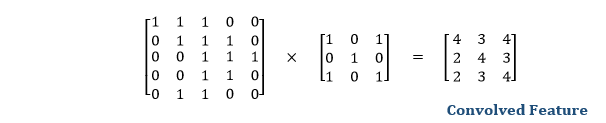 1 1 1 0 0
0 1 1 1 0 1 0 1 4 3 4
0 0 1 1 1 × 0 1 0 = 2 4 3
0 0 1 1 0 1 0 1 2 3 4
0 1 1 0 0
Convolved Feature